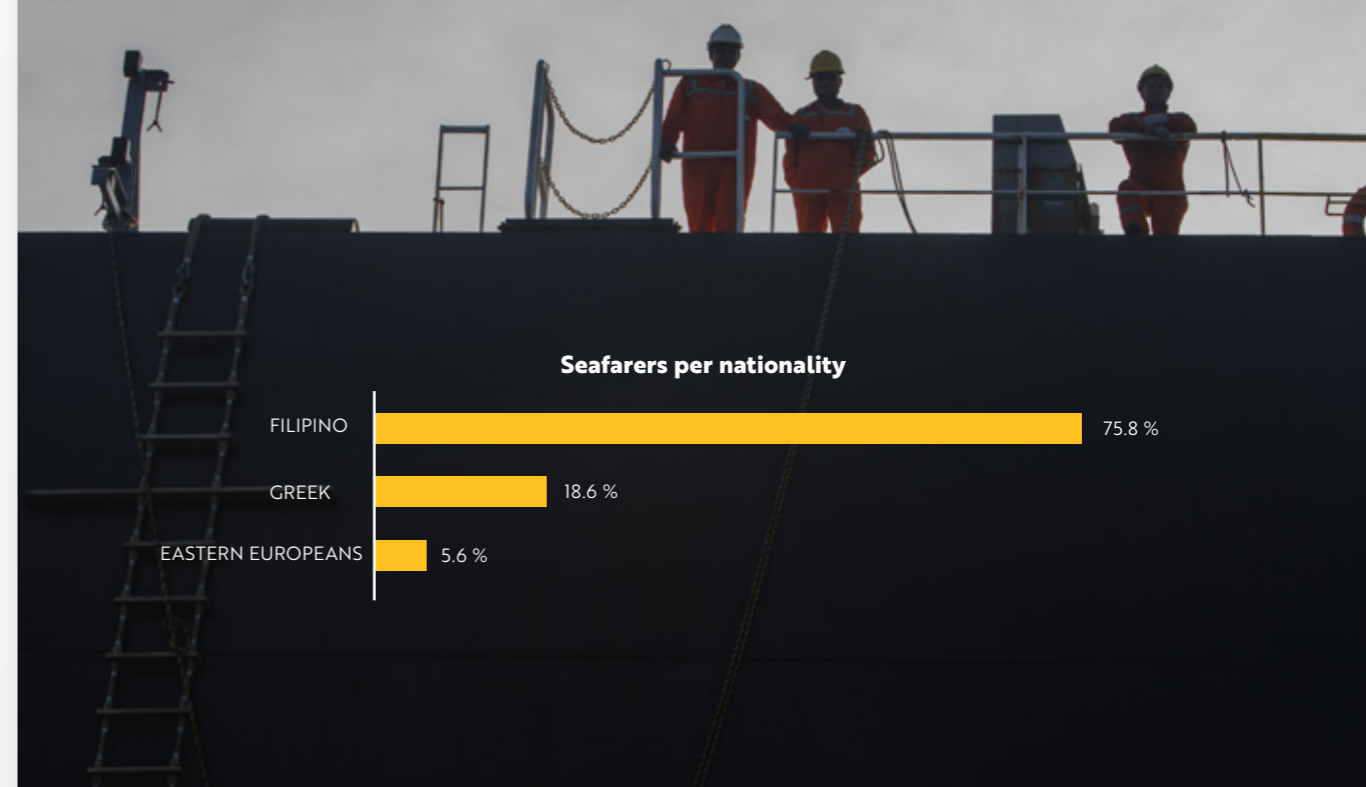 Seafarers per nationality
FILIPINO 75.8 %
GREEK 18.6 %
EASTERN EUROPEANS 5.6 %